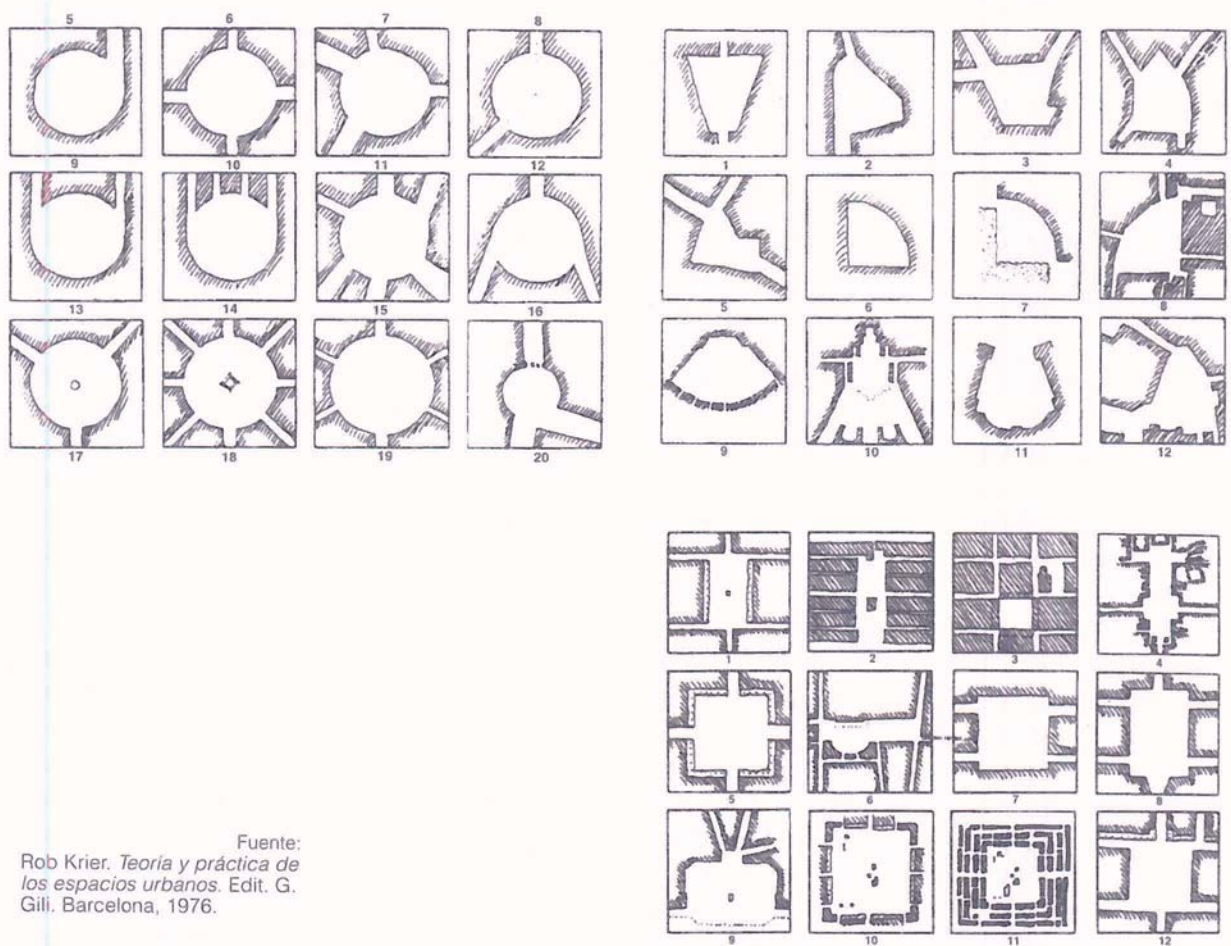 5 6 7 8
9 10 11 12
13 14 15 16
17 18 19 20
1 2 3 4
5 6 7 8
9 10 11 12
1 2 3 4
5 6 7 8
9 10 11 12
Fuente:
Rob Krier. Teoría y práctica de
los espacios urbanos. Edit. G.
Gili. Barcelona, 1976.